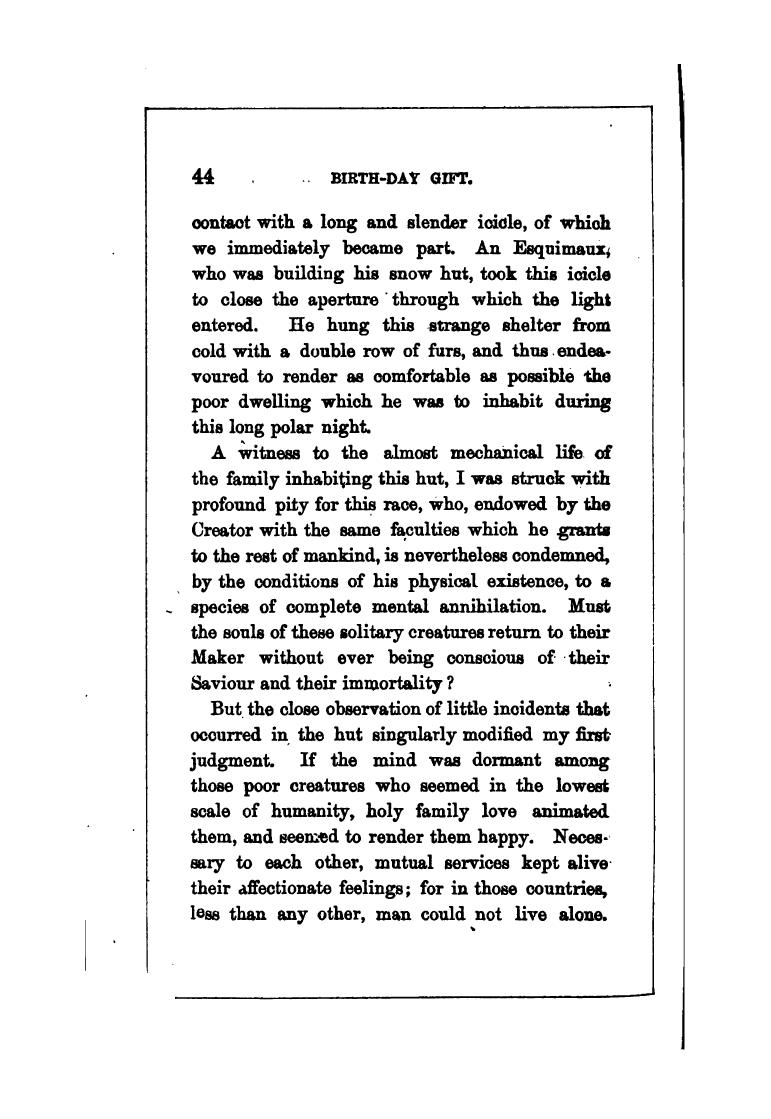 44 BIRTH-DAY GIFT.
contact with a long and slender icicle, of which
we immediately became part. An Esquimaux,
who was building his snow hut, took this icicle
to close the aperture through which the light
entered. He hung this strange shelter from
cold with a double row of furs, and thus endea-
voured to render as comfortable as possible the
poor dwelling which he was to inhabit during
this long polar night.
A witness to the almost mechanical life of
the family inhabiting this hut, I was struck with
profound pity for this race, who, endowed by the
Creator with the same faculties which he grants
to the rest of mankind, is nevertheless condemned,
by the conditions of his physical existence, to a
species of complete mental annihilation. Must
the souls of these solitary creatures return to their
Maker without ever being conscious of their
Saviour and their immortality?
But the close observation of little incidents that
occurred in the hut singularly modified my first
judgment. If the mind was dormant among
those poor creatures who seemed in the lowest
scale of humanity, holy family love animated
them, and seemed to render them happy. Neces-
sary to each other, mutual services kept alive
their affectionate feelings; for in those countries,
less than any other, man could not live alone.